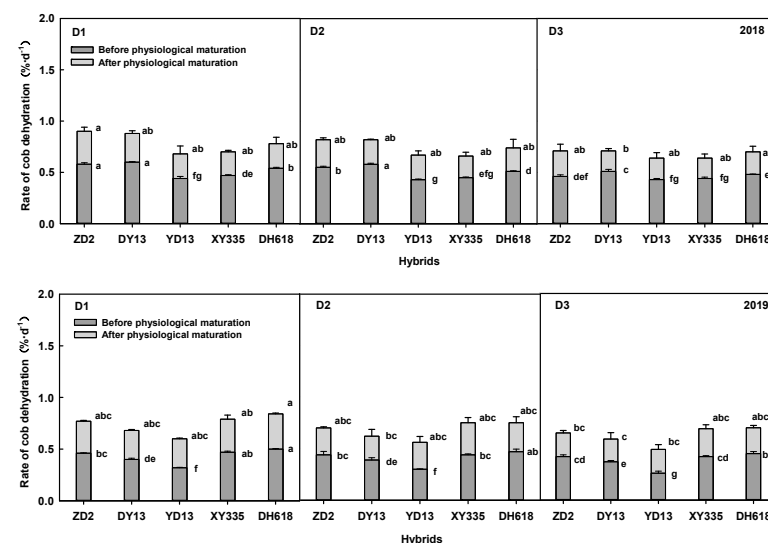 2.0
D1
D2
D3
2018
Before physiological maturation
After physiological maturation
1.5
1.0
0.5
0.0
Rate of cob dehydration (%·d⁻¹)
a
ab
ab
ab
ab
ab
ab
ab
ab
ab
ab
b
ab
ab
a
a
fg
de
b
b
a
g
efg
d
def
c
fg
fg
ZD2 DY13 YD13 XY335 DH618 ZD2 DY13 YD13 XY335 DH618 ZD2 DY13 YD13 XY335 DH618
Hybrids
2.0
D1
D2
D3
2019
Before physiological maturation
After physiological maturation
1.5
1.0
0.5
0.0
Rate of cob dehydration (%·d⁻¹)
abc
abc
abc
ab
a
abc
bc
abc
abc
abc
bc
c
bc
abc
abc
bc
de
f
ab
a
bc
de
f
bc
ab
cd
e
g
cd
ZD2 DY13 YD13 XY335 DH618 ZD2 DY13 YD13 XY335 DH618 ZD2 DY13 YD13 XY335 DH618
Hybrids